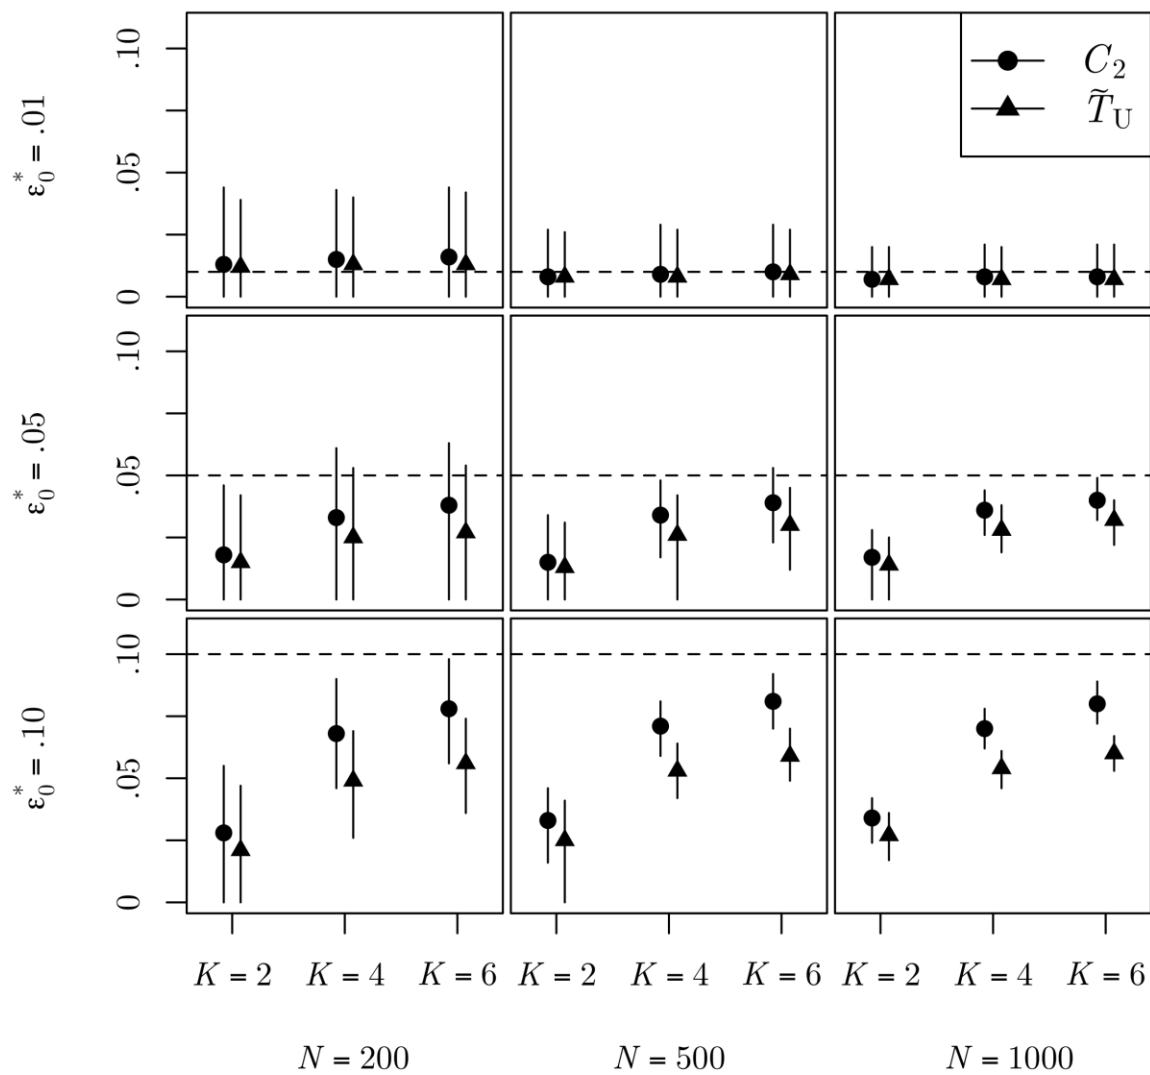 C₂
T̃_U
ε*₀ = .01
.10
.05
0
ε*₀ = .05
.10
.05
0
ε*₀ = .10
.10
.05
0
K = 2 K = 4 K = 6 K = 2 K = 4 K = 6 K = 2 K = 4 K = 6
N = 200 N = 500 N = 1000